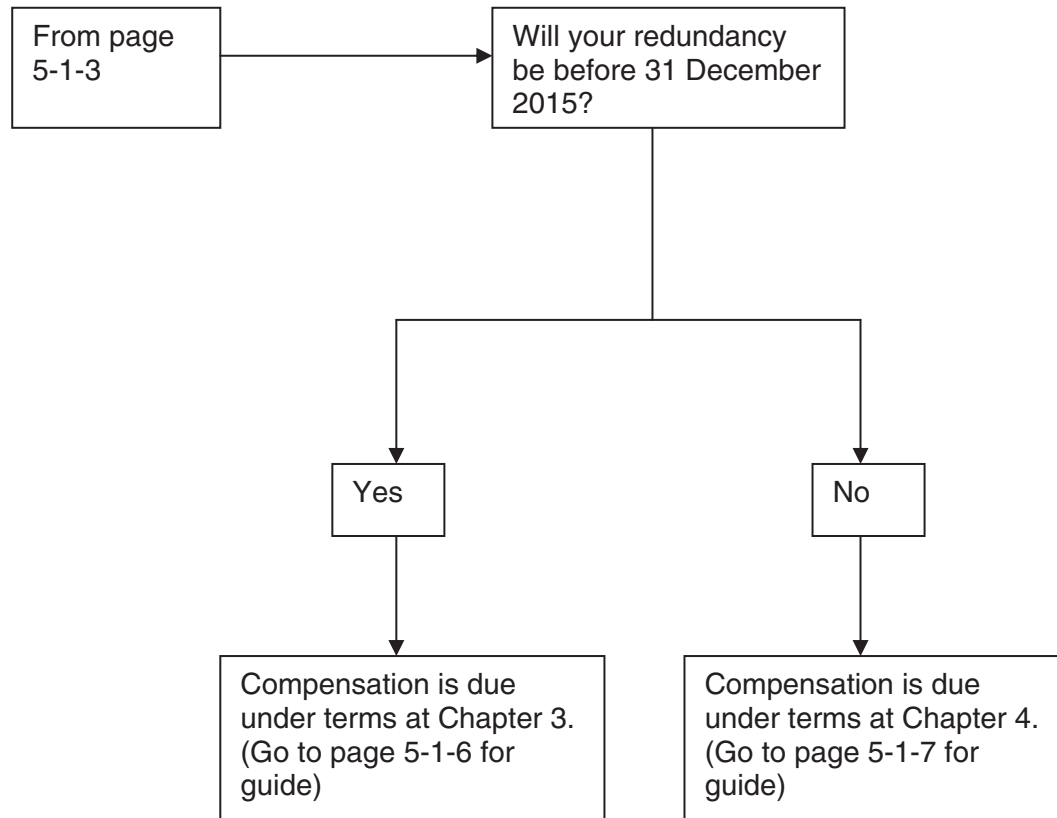 From page
5-1-3
Will your redundancy
be before 31 December
2015?
Yes
No
Compensation is due
under terms at Chapter 3.
(Go to page 5-1-6 for
guide)
Compensation is due
under terms at Chapter 4.
(Go to page 5-1-7 for
guide)